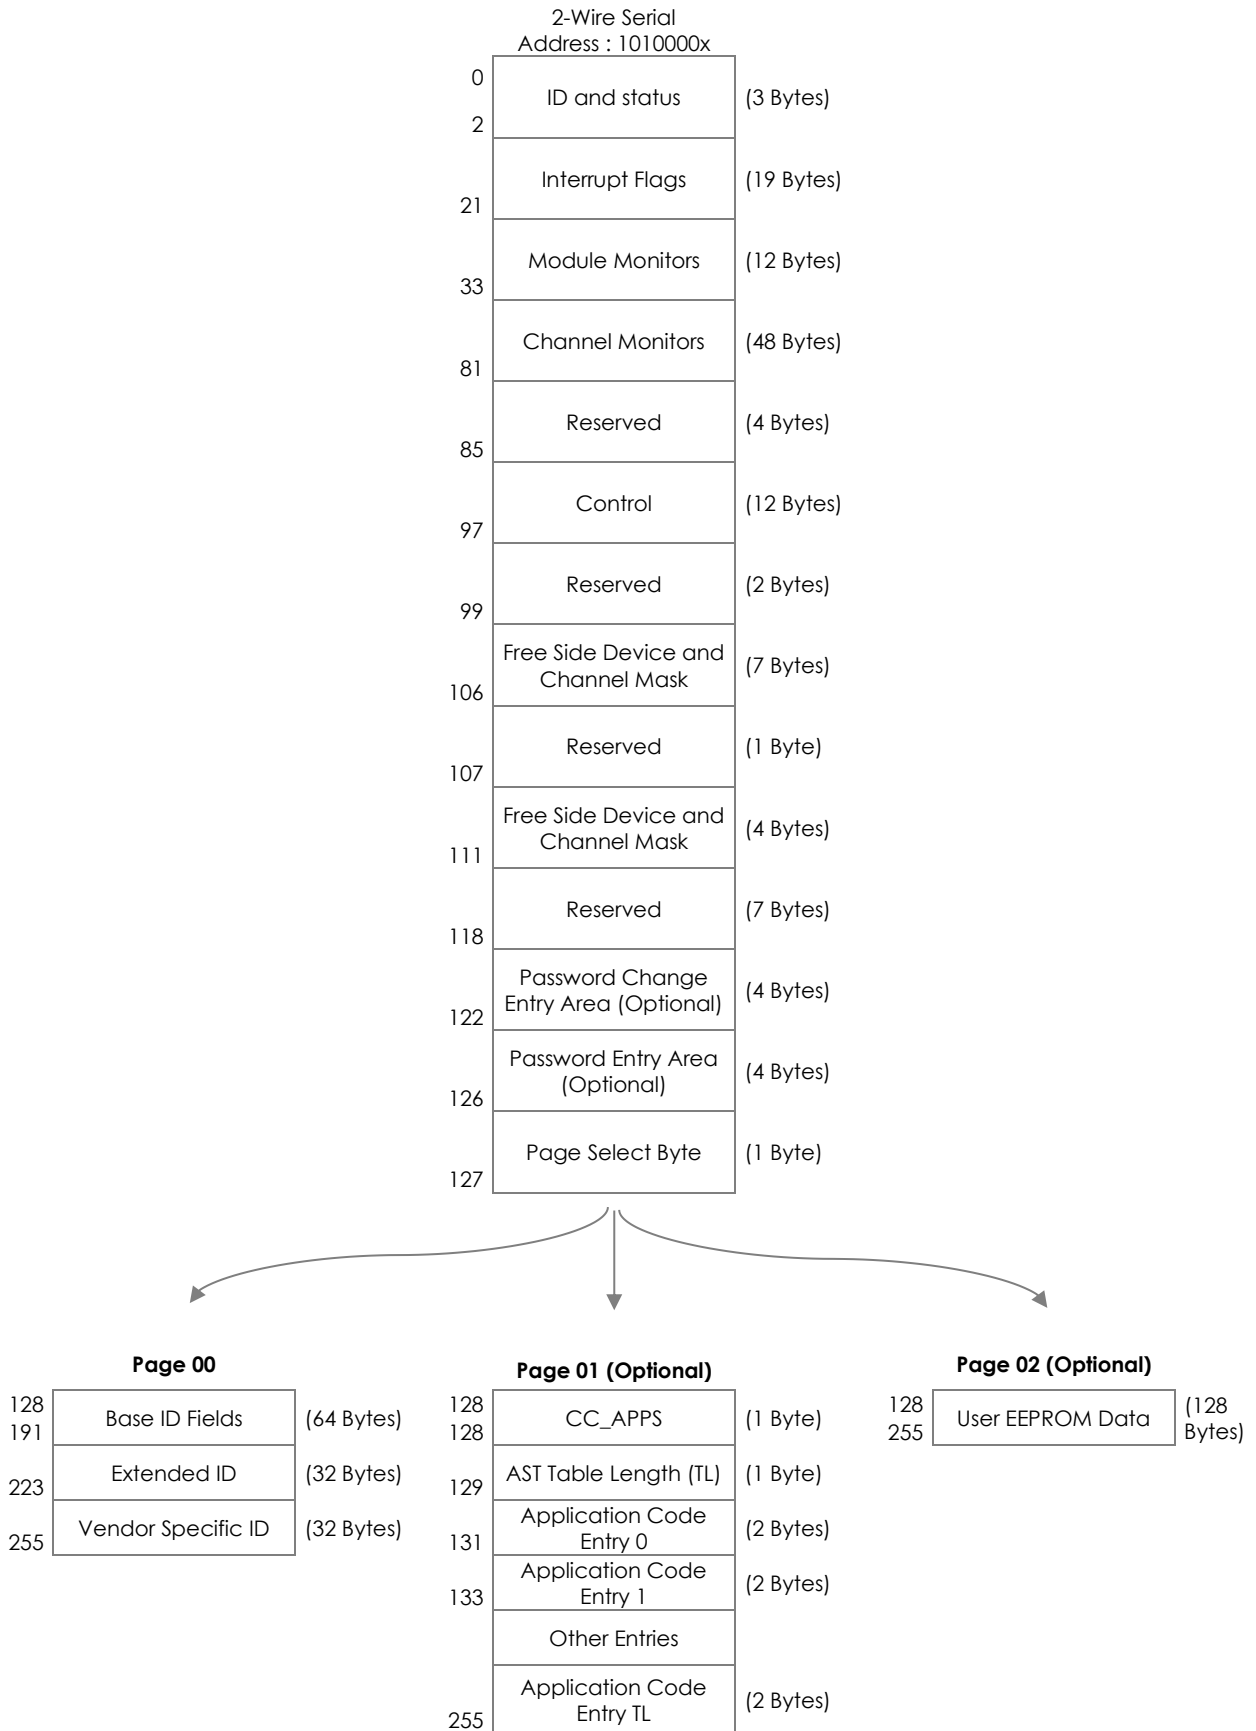 2-Wire Serial
Address : 1010000x
0
ID and status
(3 Bytes)
2
Interrupt Flags
(19 Bytes)
21
Module Monitors
(12 Bytes)
33
Channel Monitors
(48 Bytes)
81
Reserved
(4 Bytes)
85
Control
(12 Bytes)
97
Reserved
(2 Bytes)
99
Free Side Device and
Channel Mask
(7 Bytes)
106
Reserved
(1 Byte)
107
Free Side Device and
Channel Mask
(4 Bytes)
111
Reserved
(7 Bytes)
118
Password Change
Entry Area (Optional)
(4 Bytes)
122
Password Entry Area
(Optional)
(4 Bytes)
126
Page Select Byte
(1 Byte)
127
Page 00
128
191
Base ID Fields
(64 Bytes)
223
Extended ID
(32 Bytes)
255
Vendor Specific ID
(32 Bytes)
Page 01 (Optional)
128
128
CC_APPS
(1 Byte)
129
AST Table Length (TL)
(1 Byte)
131
Application Code
Entry 0
(2 Bytes)
133
Application Code
Entry 1
(2 Bytes)
Other Entries
255
Application Code
Entry TL
(2 Bytes)
Page 02 (Optional)
128
255
User EEPROM Data
(128
Bytes)